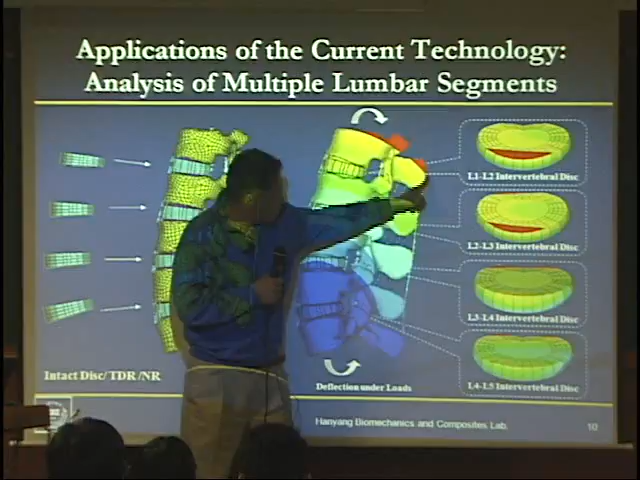 Applications of the Current Technology:
Analysis of Multiple Lumbar Segments
L1-L2 Intervertebral Disc
L2-L3 Intervertebral Disc
L3-L4 Intervertebral Disc
L4-L5 Intervertebral Disc
Intact Disc/ TDR /NR
Deflection under Loads
Hanyang Biomechanics and Composites Lab.
10